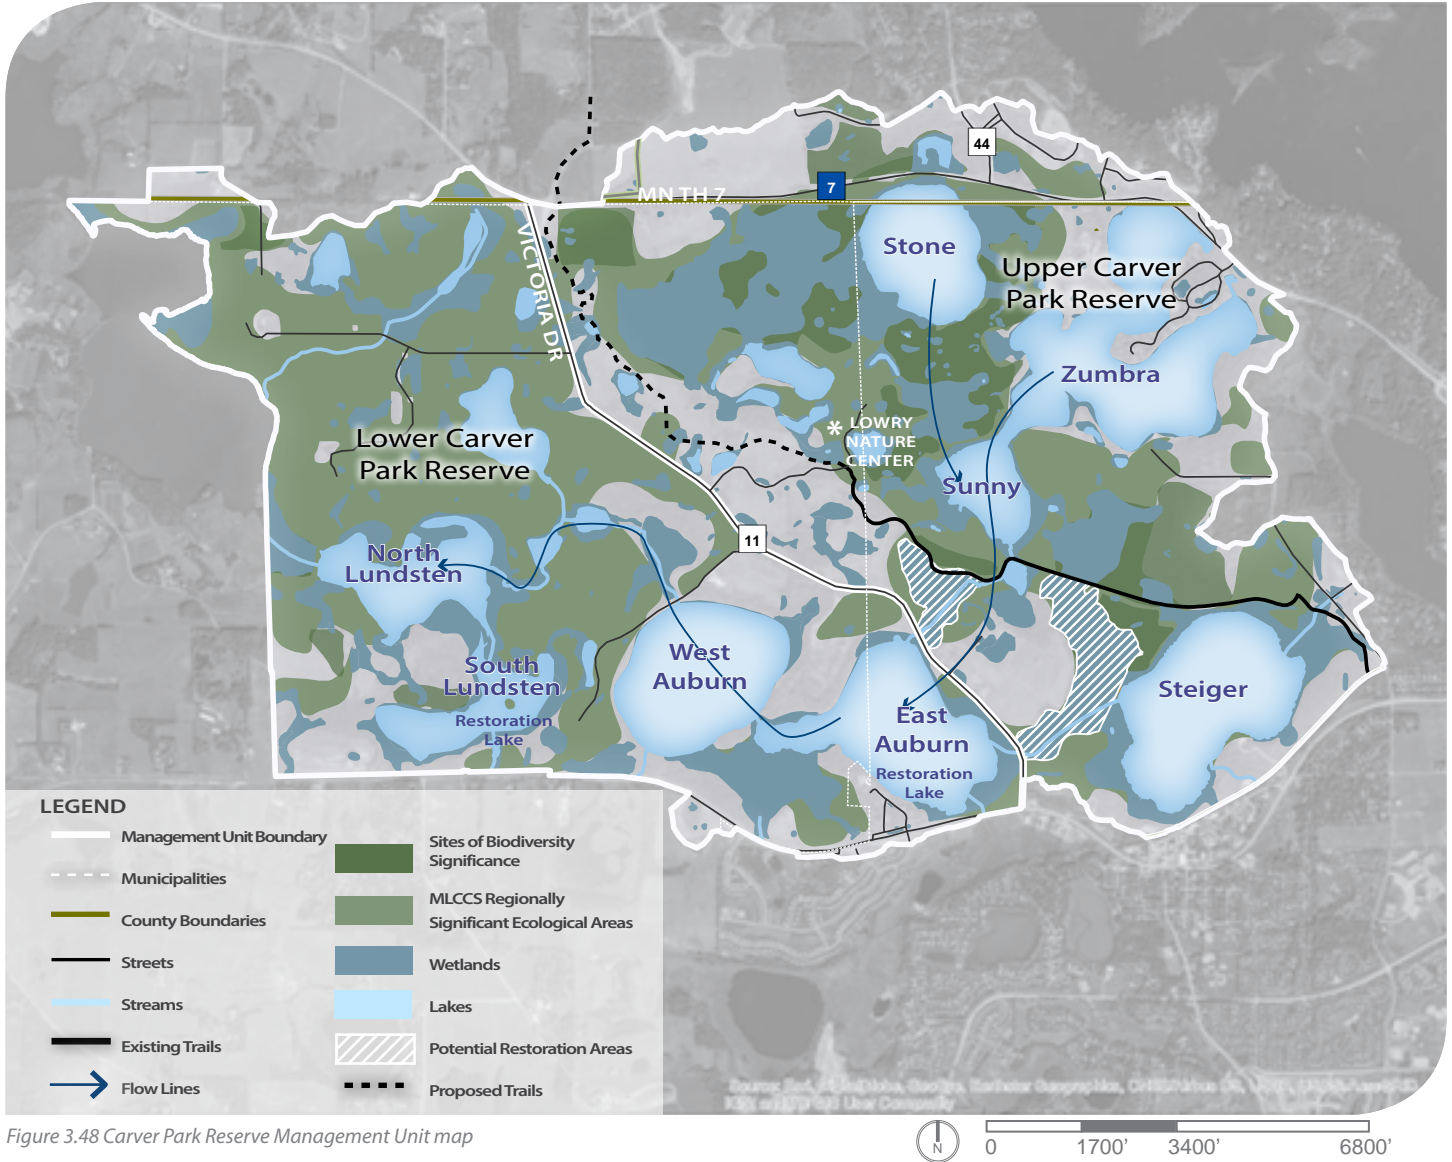 44
7
MN TH 7
VICTORIA DR
Stone
Upper Carver
Park Reserve
Zumbra
LOWRY
NATURE
CENTER
*
Lower Carver
Park Reserve
Sunny
11
North
Lundsten
West
Auburn
South
Lundsten
Restoration
Lake
Steiger
East
Auburn
Restoration
Lake
LEGEND
Management Unit Boundary
Municipalities
County Boundaries
Streets
Streams
Existing Trails
Flow Lines
Sites of Biodiversity
Significance
MLCCS Regionally
Significant Ecological Areas
Wetlands
Lakes
Potential Restoration Areas
Proposed Trails
User Community
Figure 3.48 Carver Park Reserve Management Unit map
N
0 1700' 3400' 6800'